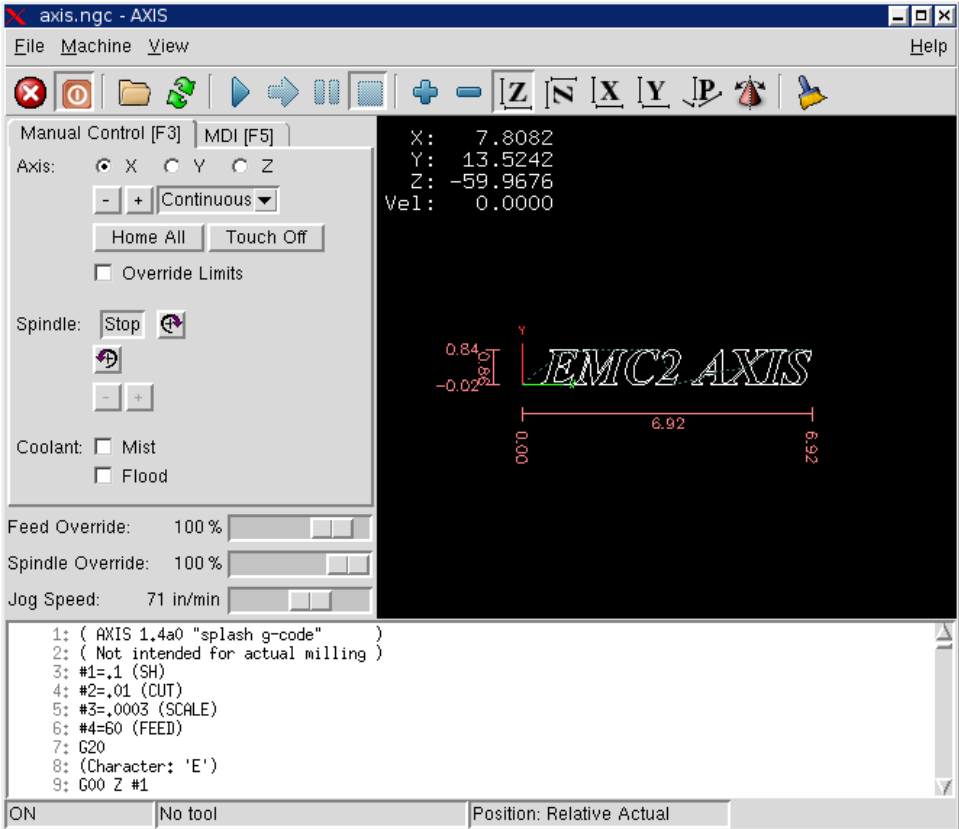 axis.ngc - AXIS
File Machine View Help
Z N X Y P
Manual Control [F3] MDI [F5]
Axis: X Y Z
- + Continuous
Home All Touch Off
Override Limits
Spindle: Stop
- +
Coolant: Mist
Flood
Feed Override: 100 %
Spindle Override: 100 %
Jog Speed: 71 in/min
X: 7.8082
Y: 13.5242
Z: -59.9676
Vel: 0.0000
Y
0.84
0.86
-0.02
EMC2 AXIS
6.92
0.00
6.92
1: ( AXIS 1.4a0 "splash g-code" )
2: ( Not intended for actual milling )
3: #1=.1 (SH)
4: #2=.01 (CUT)
5: #3=.0003 (SCALE)
6: #4=60 (FEED)
7: G20
8: (Character: 'E')
9: G00 Z #1
ON No tool Position: Relative Actual